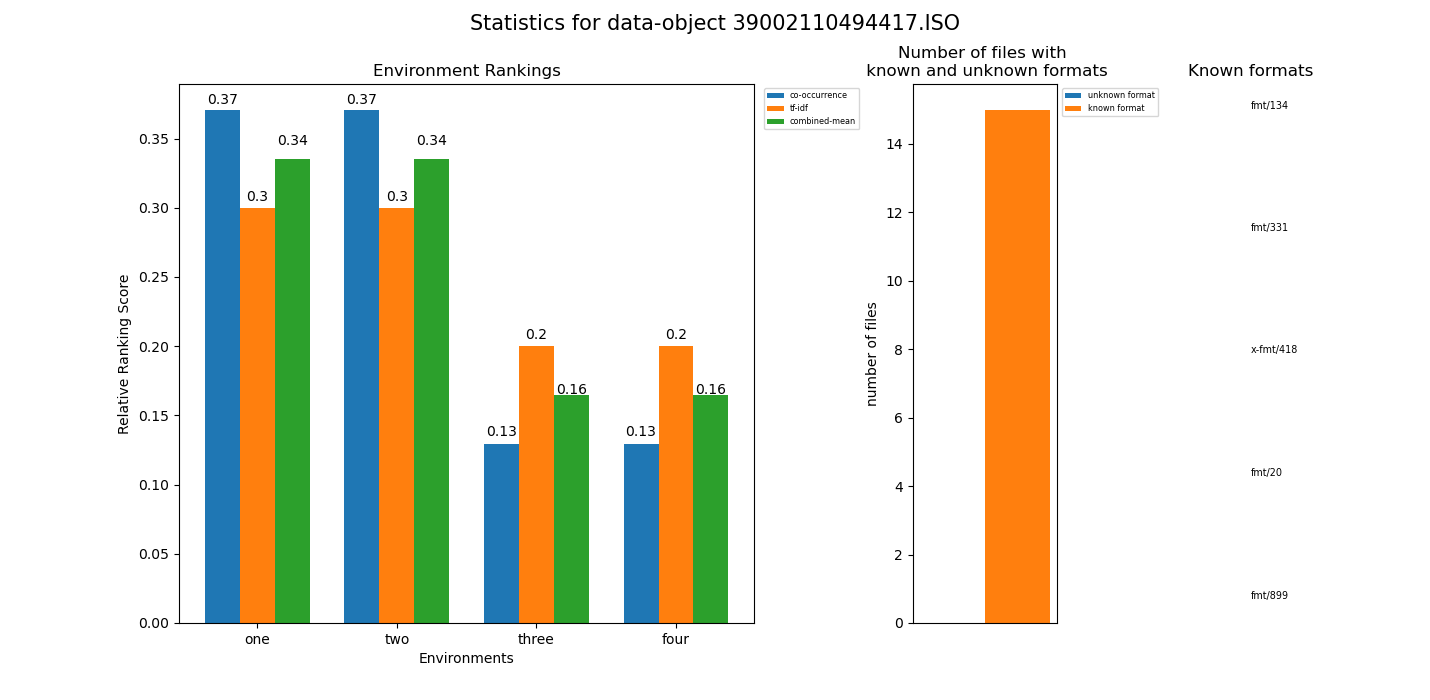 Statistics for data-object 39002110494417.ISO
Environment Rankings
Relative Ranking Score
0.35
0.30
0.25
0.20
0.15
0.10
0.05
0.00
0.37
0.3
0.34
0.37
0.3
0.34
0.13
0.2
0.16
0.13
0.2
0.16
one
two
three
four
Environments
co-occurrence
tf-idf
combined-mean
Number of files with
known and unknown formats
number of files
14
12
10
8
6
4
2
0
unknown format
known format
Known formats
fmt/134
fmt/331
x-fmt/418
fmt/20
fmt/899